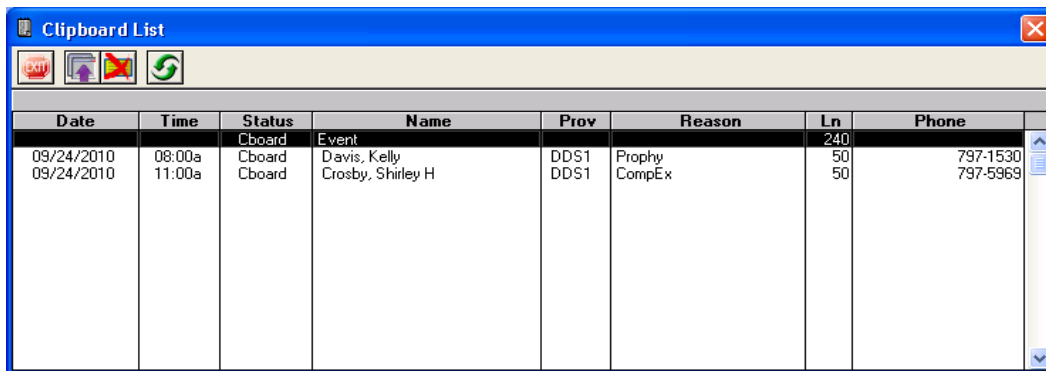 Clipboard List
EXIT
Date Time Status Name Prov Reason Ln Phone
Cboard Event 240
09/24/2010 08:00a Cboard Davis, Kelly DDS1 Prophy 50 797-1530
09/24/2010 11:00a Cboard Crosby, Shirley H DDS1 CompEx 50 797-5969